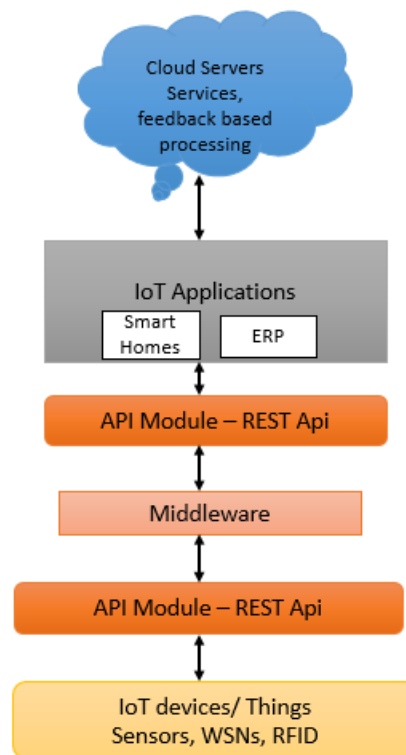 Cloud Servers
Services,
feedback based
processing
IoT Applications
Smart
Homes
ERP
API Module – REST Api
Middleware
API Module – REST Api
IoT devices/ Things
Sensors, WSNs, RFID